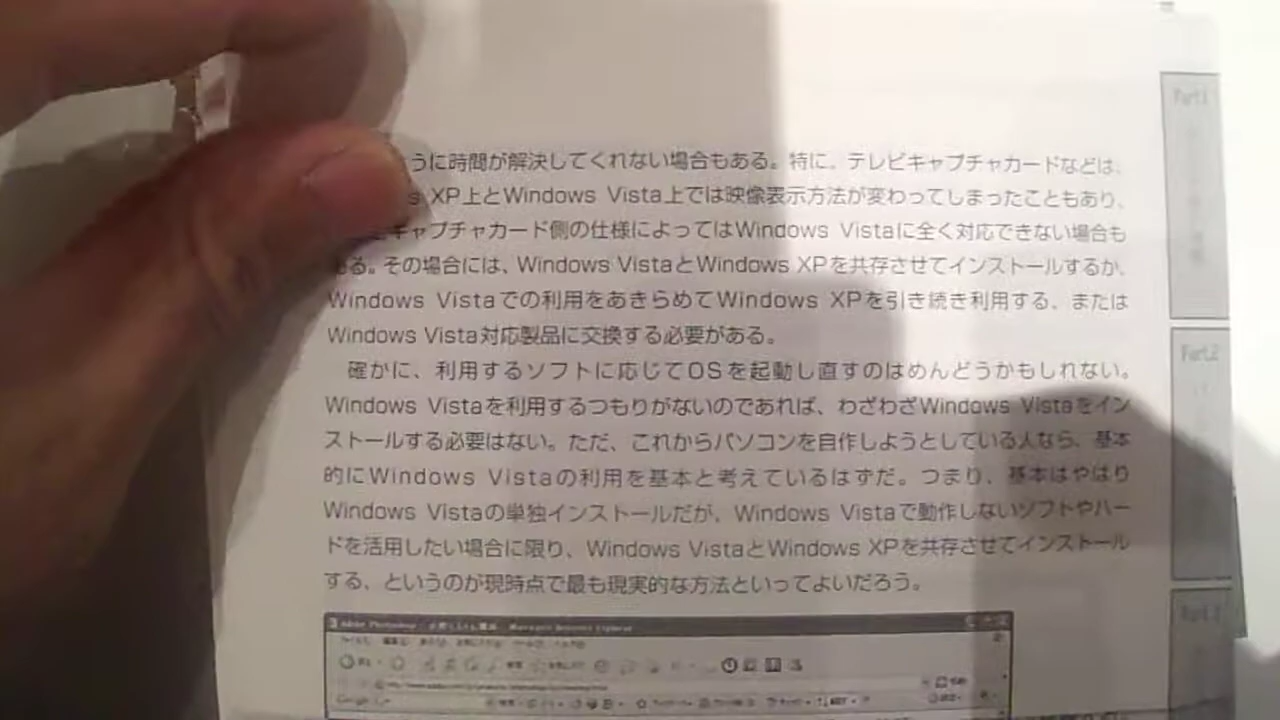 うに時間が解決してくれない場合もある。特に、テレビキャプチャカードなどは、
s XP上とWindows Vista上では映像表示方法が変わってしまったこともあり、
キャプチャカード側の仕様によってはWindows Vistaに全く対応できない場合も
ある。その場合には、Windows VistaとWindows XPを共存させてインストールするか、
Windows Vistaでの利用をあきらめてWindows XPを引き続き利用する、または
Windows Vista対応製品に交換する必要がある。
確かに、利用するソフトに応じてOSを起動し直すのはめんどうかもしれない。
Windows Vistaを利用するつもりがないのであれば、わざわざWindows Vistaをイン
ストールする必要はない。ただ、これからパソコンを自作しようとしている人なら、基本
的にWindows Vistaの利用を基本と考えているはずだ。つまり、基本はやはり
Windows Vistaの単独インストールだが、Windows Vistaで動作しないソフトやハー
ドを活用したい場合に限り、Windows VistaとWindows XPを共存させてインストール
する、というのが現時点で最も現実的な方法といってよいだろう。
Part.1
Part.2